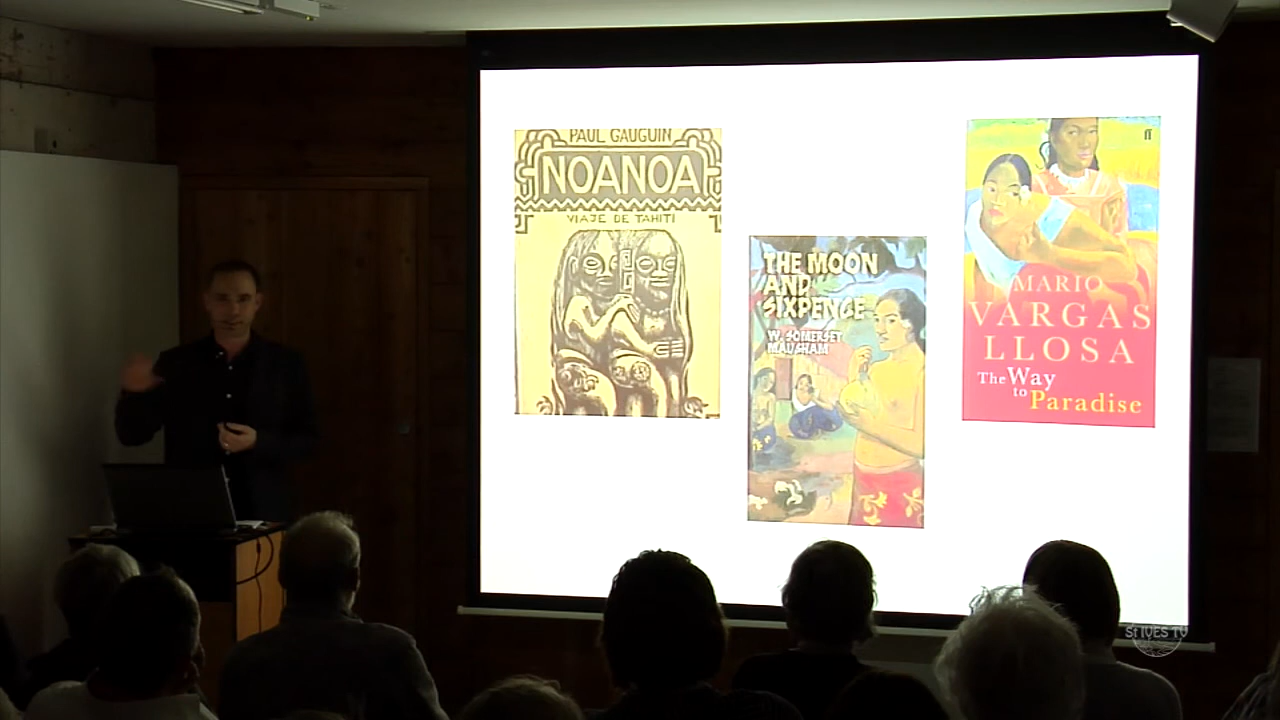 PAUL GAUGUIN
NOANOA
VIAJE DE TAHITI
THE MOON
AND
SIXPENCE
W. SOMERSET
MAUGHAM
ff
MARIO
VARGAS
LLOSA
The Way
to Paradise
ST IVES TV